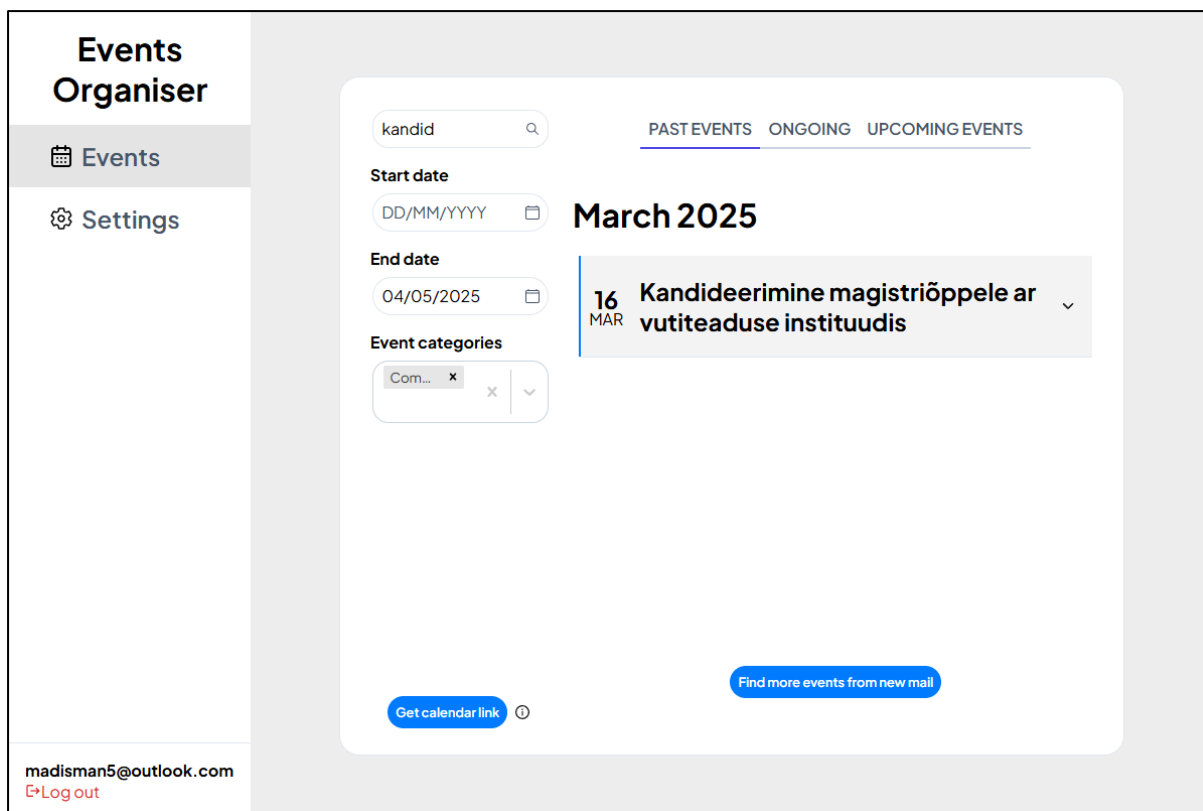 Events
Organiser
Events
Settings
madisman5@outlook.com
Log out
kandid
Start date
DD/MM/YYYY
End date
04/05/2025
Event categories
Com... x
Get calendar link
PAST EVENTS ONGOING UPCOMING EVENTS
March 2025
16
MAR
Kandideerimine magistriõppele ar
vutiteaduse instituudis
Find more events from new mail